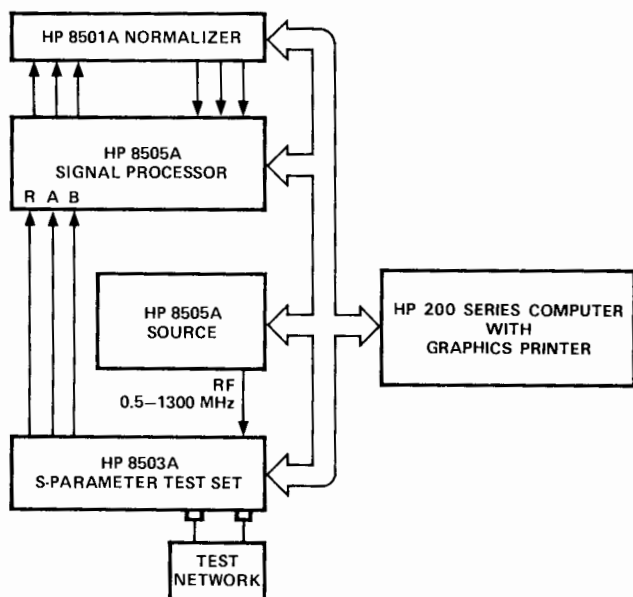 HP 8501A NORMALIZER
HP 8505A
SIGNAL PROCESSOR
R A B
HP 8505A
SOURCE
RF
0.5–1300 MHz
HP 200 SERIES COMPUTER
WITH
GRAPHICS PRINTER
HP 8503A
S-PARAMETER TEST SET
TEST
NETWORK